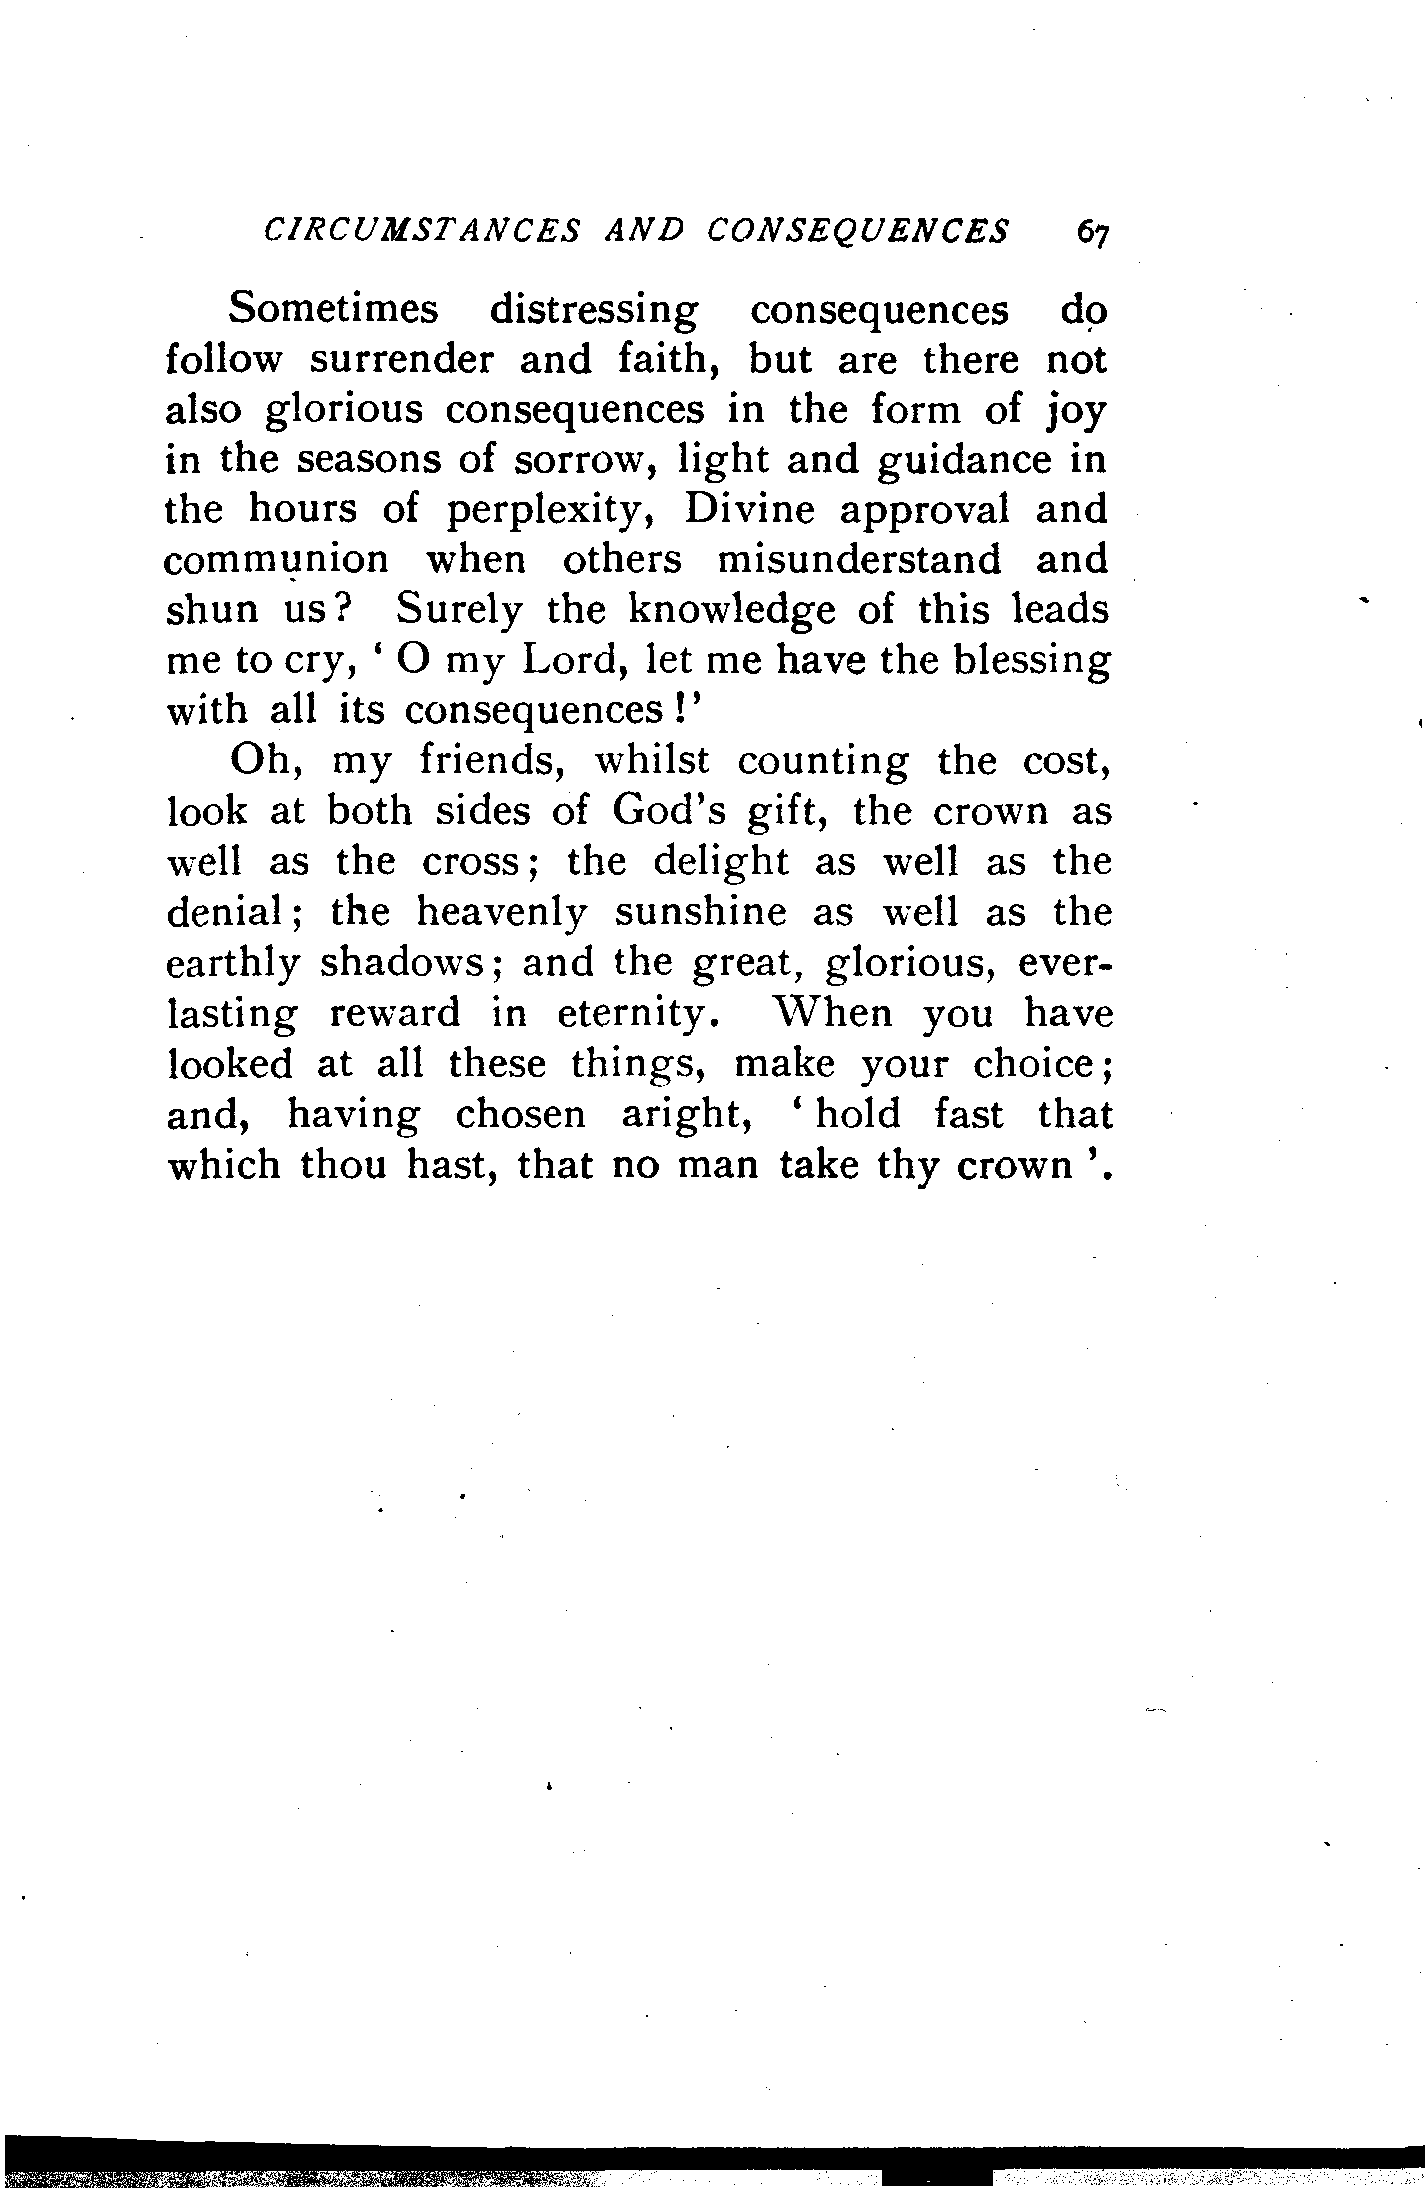 CIRCUMSTANCES AND CONSEQUENCES 67
Sometimes distressing consequences do
follow surrender and faith, but are there not
also glorious consequences in the form of joy
in the seasons of sorrow, light and guidance in
the hours of perplexity, Divine approval and
communion when others misunderstand and
shun us? Surely the knowledge of this leads
me to cry, ‘ O my Lord, let me have the blessing
with all its consequences !’
Oh, my friends, whilst counting the cost,
look at both sides of God’s gift, the crown as
well as the cross; the delight as well as the
denial; the heavenly sunshine as well as the
earthly shadows; and the great, glorious, ever-
lasting reward in eternity. When you have
looked at all these things, make your choice;
and, having chosen aright, ‘ hold fast that
which thou hast, that no man take thy crown ’.